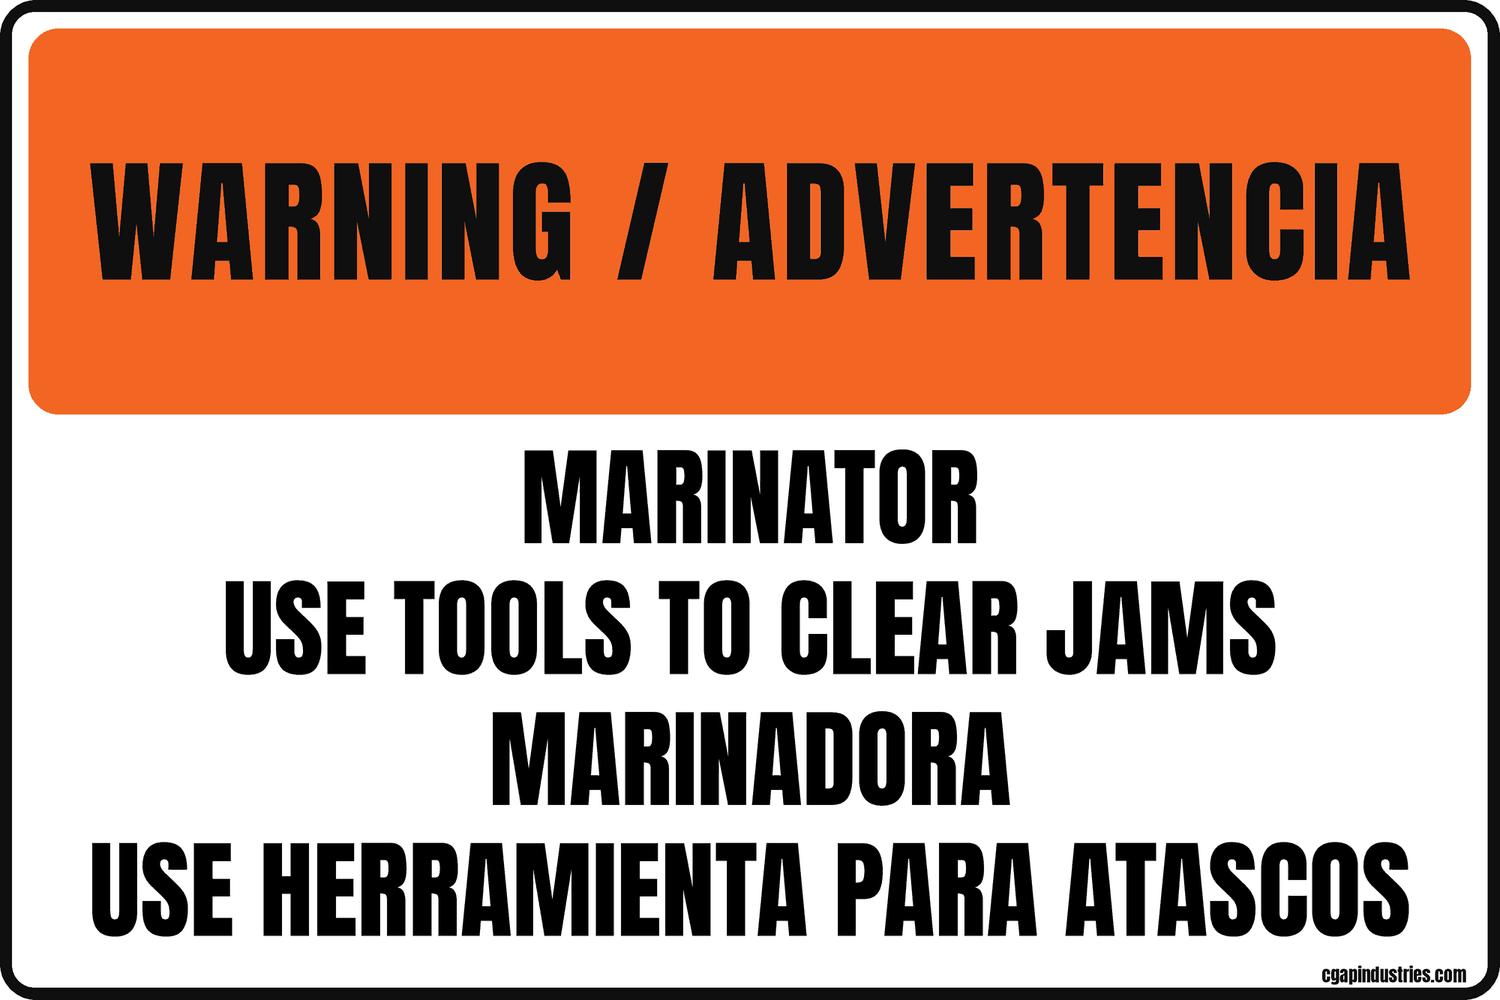 WARNING / ADVERTENCIA
MARINATOR
USE TOOLS TO CLEAR JAMS
MARINADORA
USE HERRAMIENTA PARA ATASCOS
cgapindustries.com